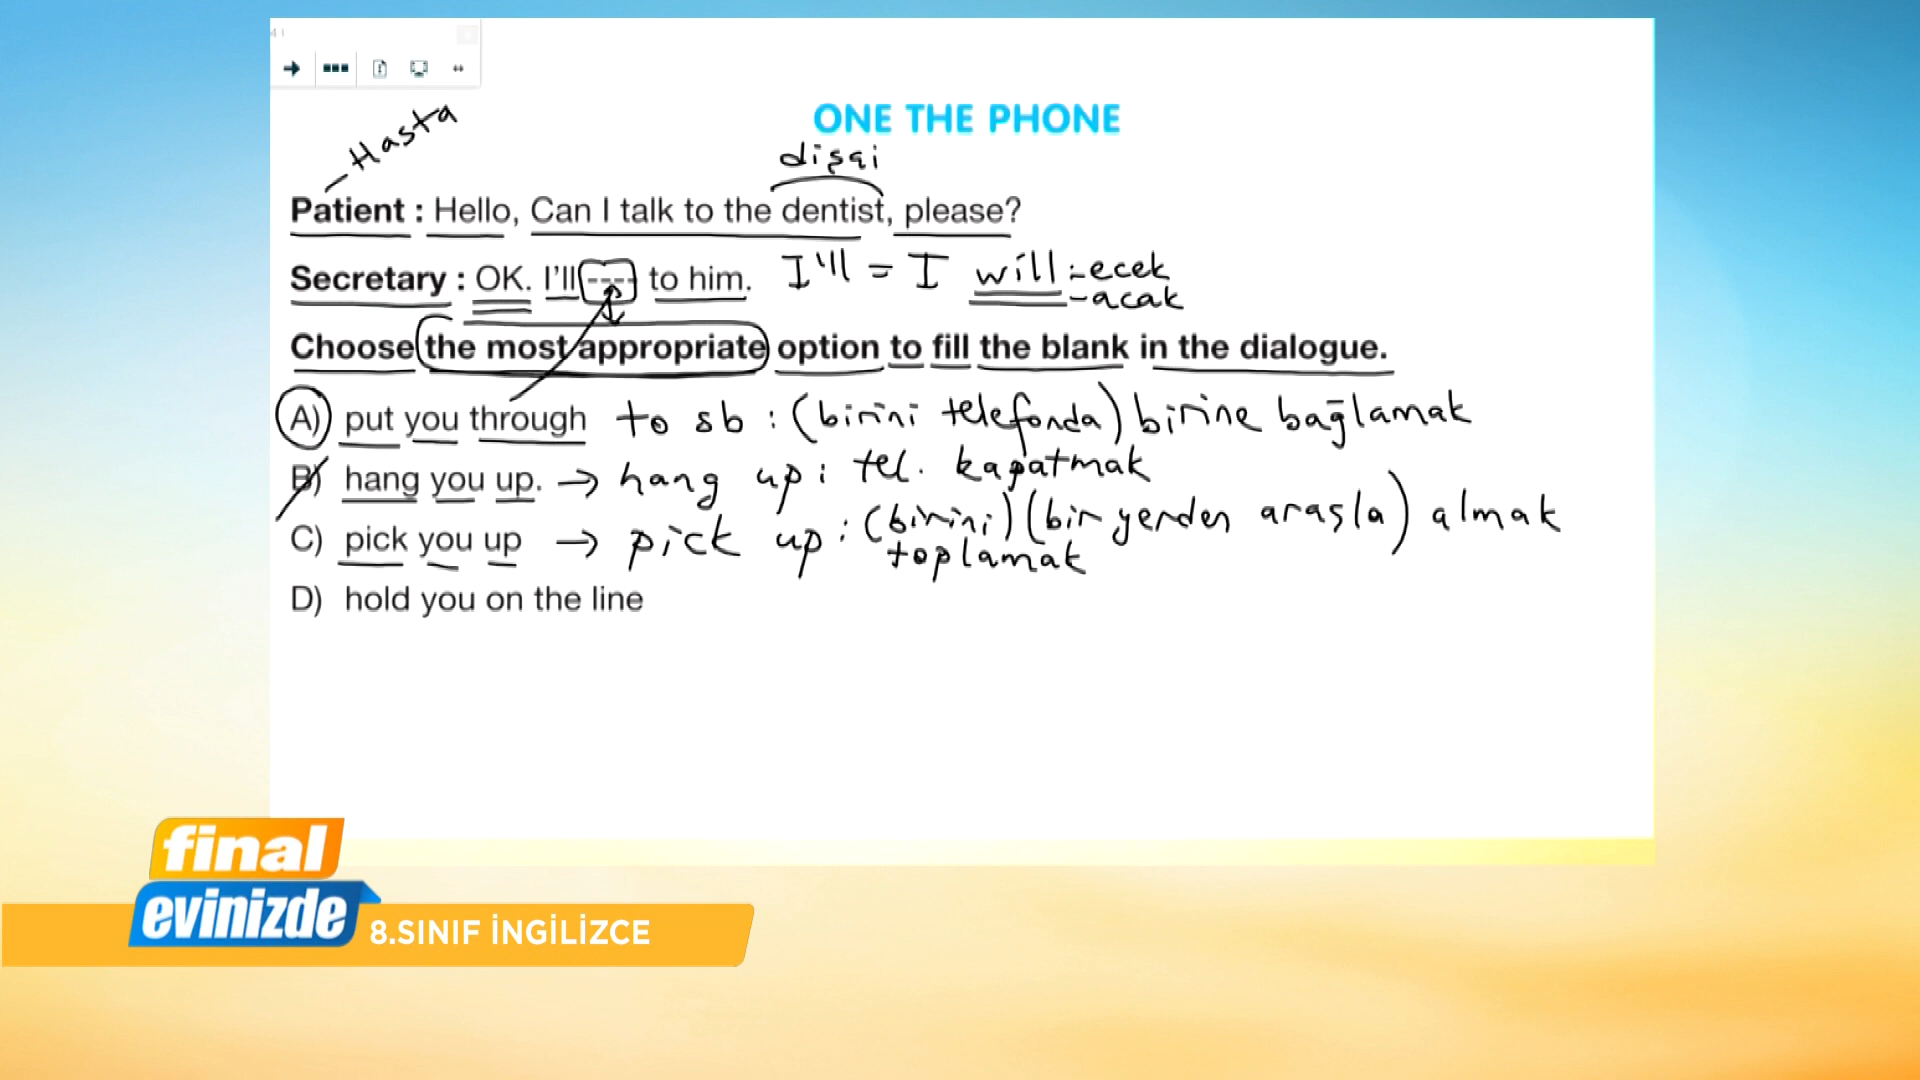 ONE THE PHONE
Hasta
dişçi
Patient : Hello, Can I talk to the dentist, please?
Secretary : OK. I'll ---- to him. I'll = I will :-ecek
-acak
Choose the most appropriate option to fill the blank in the dialogue.
A) put you through to sb : (birini telefonda) birine bağlamak
B) hang you up. → hang up : tel. kapatmak
C) pick you up → pick up : (birini) (bir yerden araçla) almak
toplamak
D) hold you on the line
final
evinizde
8.SINIF İNGİLİZCE